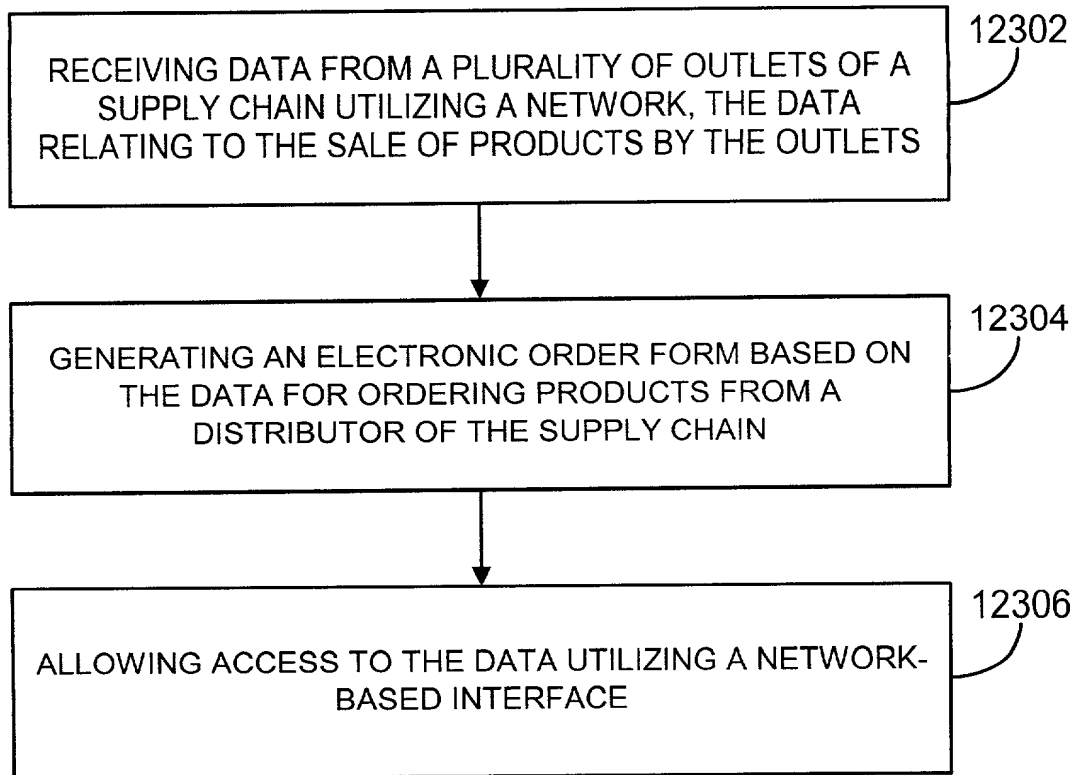 12302
RECEIVING DATA FROM A PLURALITY OF OUTLETS OF A
SUPPLY CHAIN UTILIZING A NETWORK, THE DATA
RELATING TO THE SALE OF PRODUCTS BY THE OUTLETS
12304
GENERATING AN ELECTRONIC ORDER FORM BASED ON
THE DATA FOR ORDERING PRODUCTS FROM A
DISTRIBUTOR OF THE SUPPLY CHAIN
12306
ALLOWING ACCESS TO THE DATA UTILIZING A NETWORK-
BASED INTERFACE